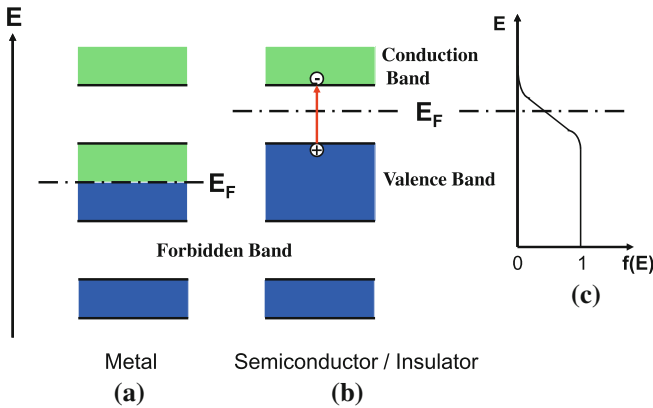 E
Conduction
Band
E_F
E_F
Valence Band
Forbidden Band
Metal
(a)
Semiconductor / Insulator
(b)
E
0
1
f(E)
(c)
-
+